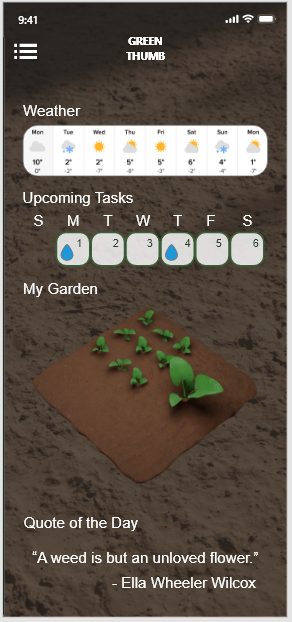 9:41
GREEN
THUMB
Weather
Mon Tue Wed Thu Fri Sat Sun Mon
10° 2° 2° 5° 5° 6° 4° 1°
0° -2° -7° -8° -3° -2° -4° -7°
Upcoming Tasks
S M T W T F S
1 2 3 4 5 6
My Garden
Quote of the Day
“A weed is but an unloved flower.”
- Ella Wheeler Wilcox